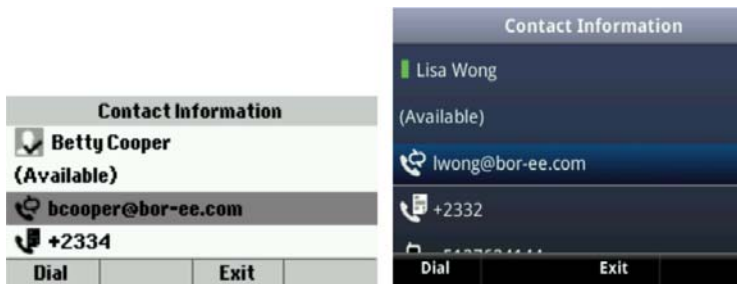 Contact Information
Betty Cooper
(Available)
bcooper@bor-ee.com
+2334
Dial Exit
Contact Information
Lisa Wong
(Available)
lwong@bor-ee.com
+2332
Dial Exit